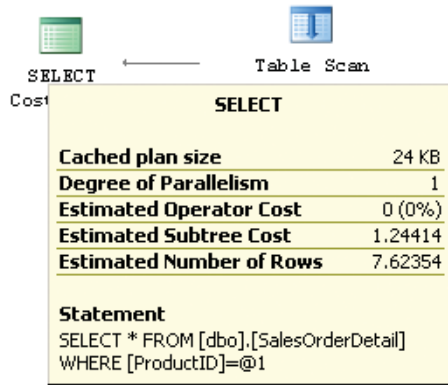 SELECT
Table Scan
Cost
SELECT
Cached plan size 24 KB
Degree of Parallelism 1
Estimated Operator Cost 0 (0%)
Estimated Subtree Cost 1.24414
Estimated Number of Rows 7.62354
Statement
SELECT * FROM [dbo].[SalesOrderDetail]
WHERE [ProductID]=@1